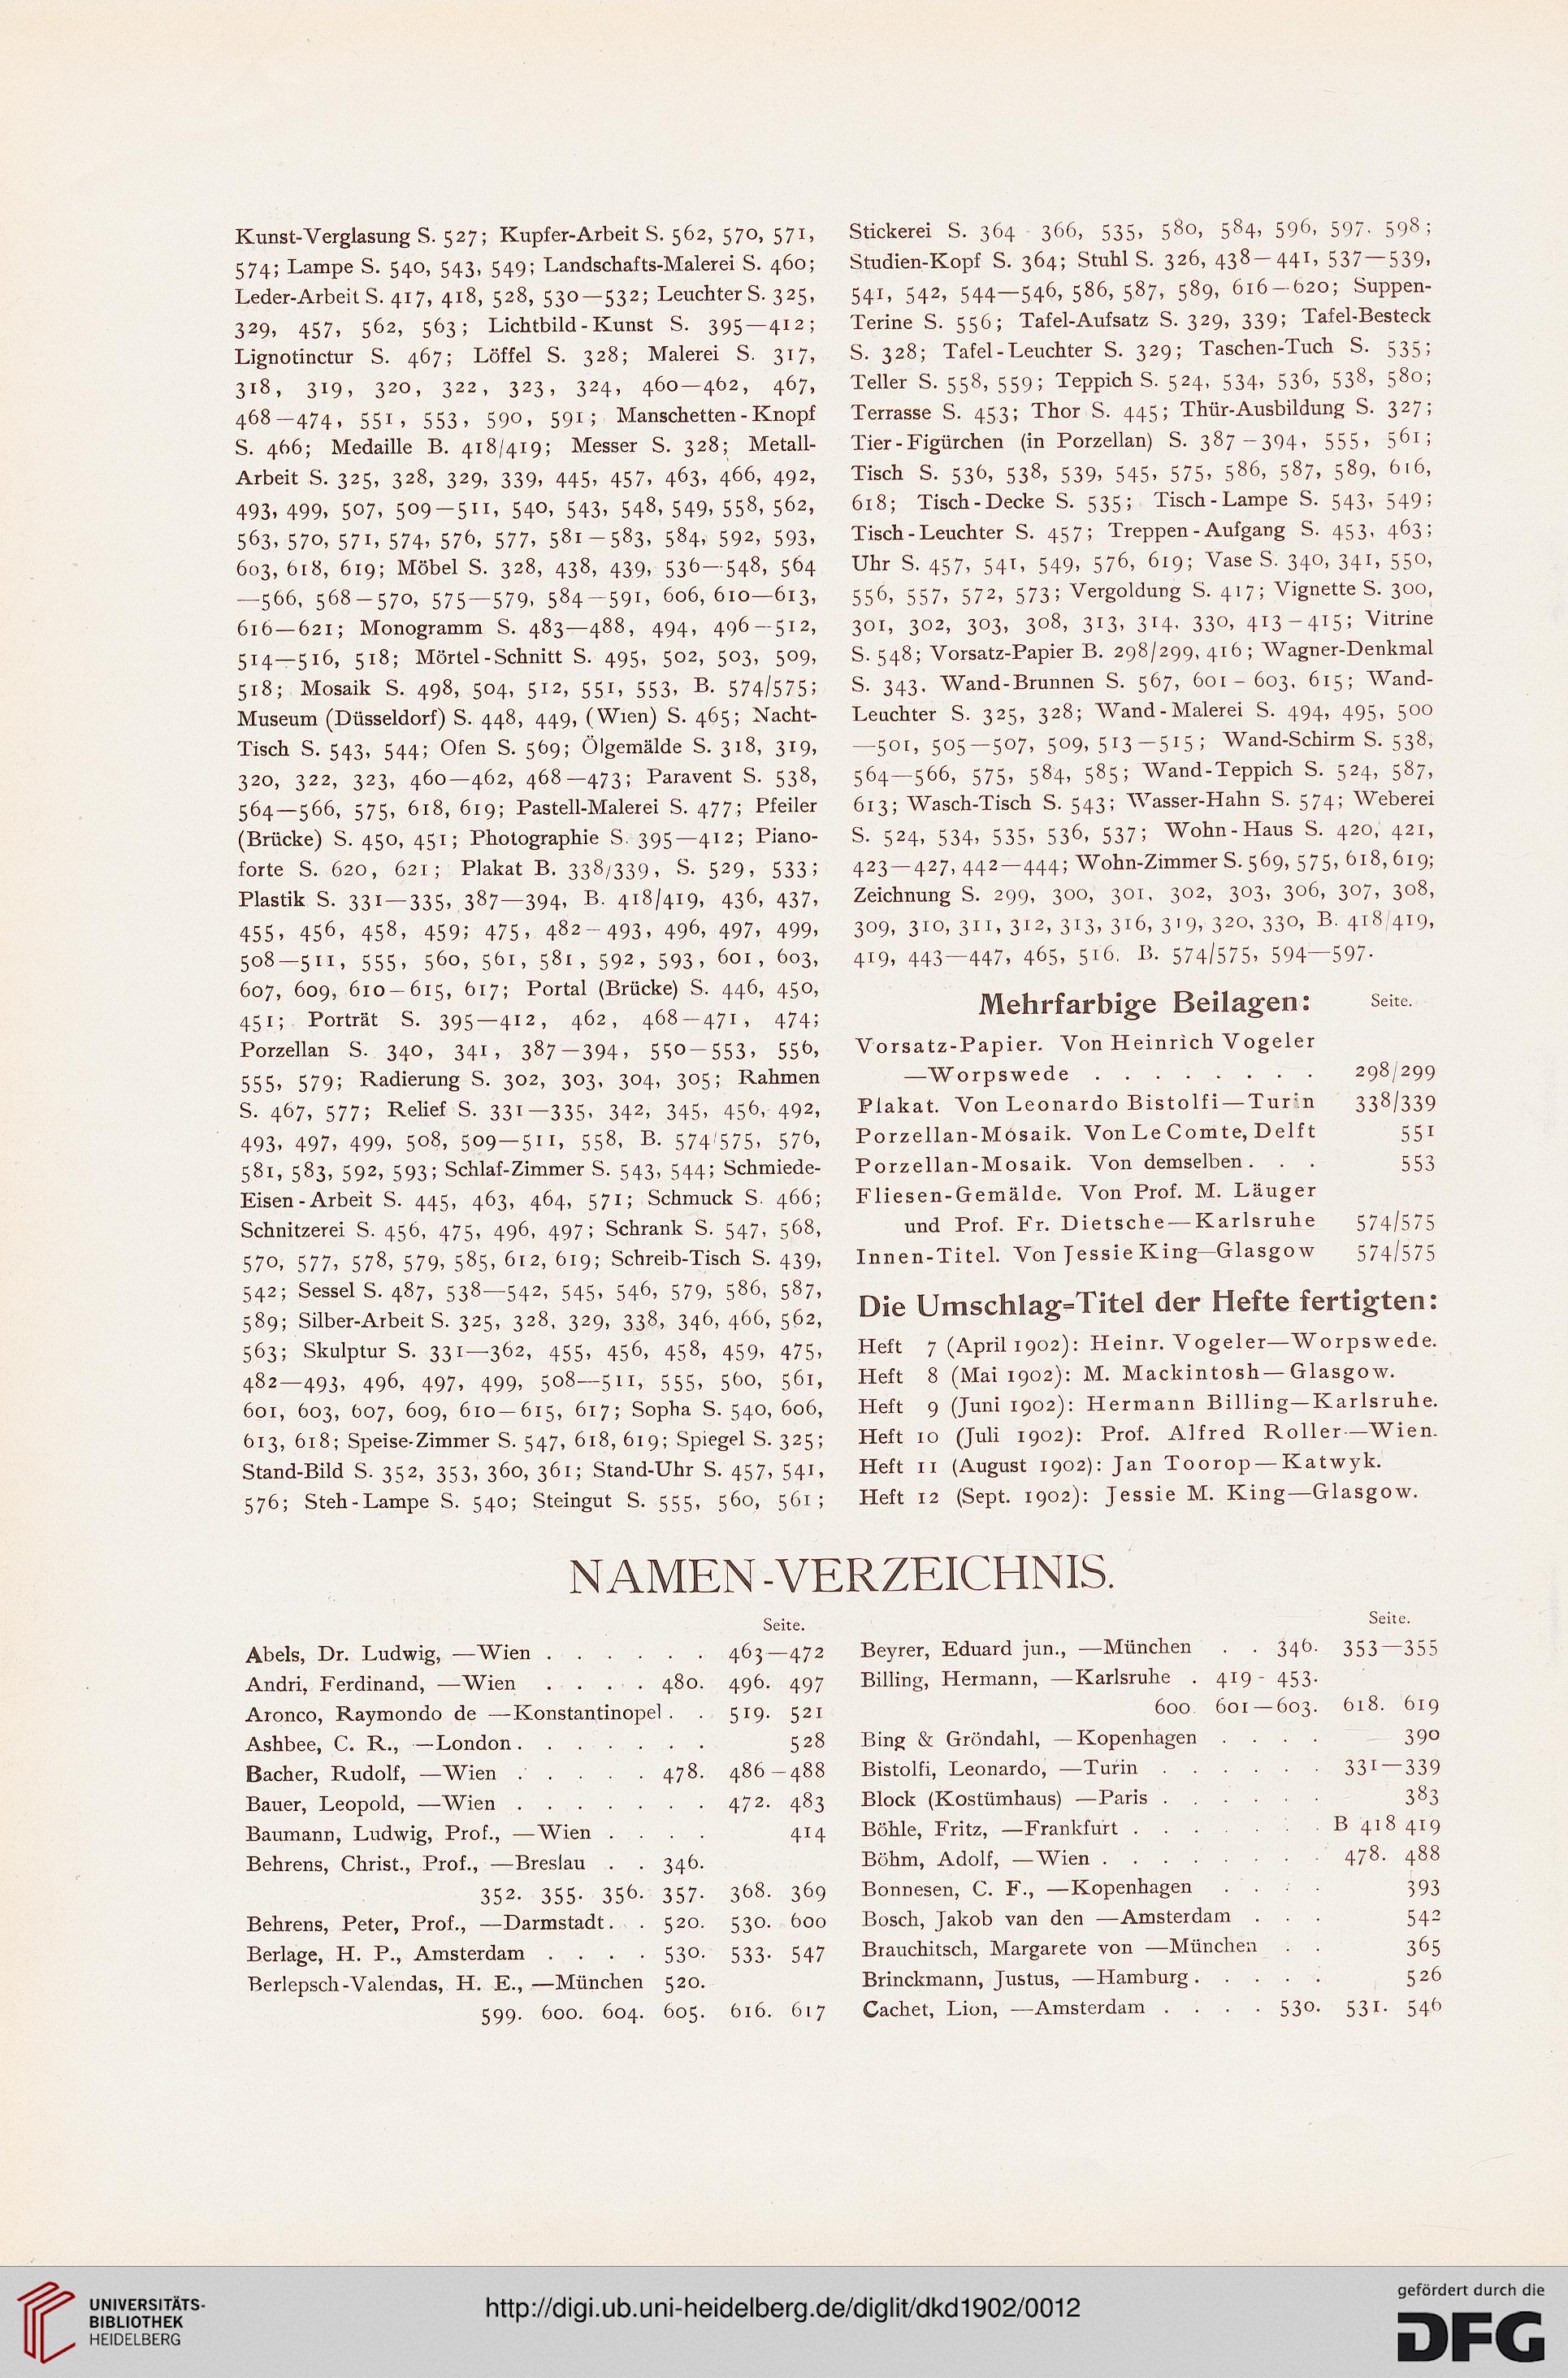 Kunst-Verglasung S. 527; Kupfer-Arbeit S. 562, 570, 571,
574; Lampe S. 540, 543, 549; Landschafts-Malerei S. 460;
Leder-Arbeit S. 417, 418, 528, 530—532; Leuchter S. 325,
329, 457, 562, 563; Lichtbild-Kunst S. 395—412;
Lignotinctur S. 467; Löffel S. 328; Malerei S. 317,
318, 319, 320, 322, 323, 324, 460—462, 467,
468—474, 551, 553, 590, 591; Manschetten-Knopf
S. 466; Medaille B. 418/419; Messer S. 328; Metall-
Arbeit S. 325, 328, 329, 339, 445, 457, 463, 466, 492,
493, 499, 507, 509—511, 540, 543, 548, 549, 558, 562,
563, 570, 571, 574, 576, 577, 581—583, 584, 592, 593,
603, 618, 619; Möbel S. 328, 438, 439, 536—548, 564
—566, 568—570, 575—579, 584—591, 606, 610—613,
616—621; Monogramm S. 483—488, 494, 496—512,
514—516, 518; Mörtel-Schnitt S. 495, 502, 503, 509,
518; Mosaik S. 498, 504, 512, 551, 553, B. 574/575;
Museum (Düsseldorf) S. 448, 449, (Wien) S. 465; Nacht-
Tisch S. 543, 544; Ofen S. 569; Ölgemälde S. 318, 319,
320, 322, 323, 460—462, 468—473; Paravent S. 538,
564—566, 575, 618, 619; Pastell-Malerei S. 477; Pfeiler
(Brücke) S. 450, 451; Photographie S. 395—412; Piano-
forte S. 620, 621; Plakat B. 338/339, S. 529, 533;
Plastik S. 331—335, 387—394, B. 418/419, 436, 437,
455, 456, 458, 459; 475, 482—493, 496, 497, 499,
508—511, 555, 560, 561, 581, 592, 593, 601, 603,
607, 609, 610—615, 617; Portal (Brücke) S. 446, 450,
451; Porträt S. 395—412, 462, 468—471, 474;
Porzellan S. 340, 341, 387—394, 550—553, 556,
555, 579; Radierung S. 302, 303, 304, 305; Rahmen
S. 467, 577; Relief S. 331—335, 342, 345, 456, 492,
493, 497, 499, 508, 509—511, 558, B. 574/575, 576,
581, 583, 592, 593; Schlaf-Zimmer S. 543, 544; Schmiede-
Eisen-Arbeit S. 445, 463, 464, 571; Schmuck S. 466;
Schnitzerei S. 456, 475, 496, 497; Schrank S. 547, 568,
570, 577, 578, 579, 585, 612, 619; Schreib-Tisch S. 439,
542; Sessel S. 487, 538—542, 545, 546, 579, 586, 587,
589; Silber-Arbeit S. 325, 328, 329, 338, 346, 466, 562,
563; Skulptur S. 331—362, 455, 456, 458, 459, 475,
482—493, 496, 497, 499, 508—511, 555, 560, 561,
601, 603, 607, 609, 610—615, 617; Sopha S. 540, 606,
613, 618; Speise-Zimmer S. 547, 618, 619; Spiegel S. 325;
Stand-Bild S. 352, 353, 360, 361; Stand-Uhr S. 457, 541,
576; Steh-Lampe S. 540; Steingut S. 555, 560, 561;
Stickerei S. 364 - 366, 535, 580, 584, 596, 597. 598;
Studien-Kopf S. 364; Stuhl S. 326, 438—441, 537—539,
541, 542, 544—546, 586, 587, 589, 616—620; Suppen-
Terine S. 556; Tafel-Aufsatz S. 329, 339; Tafel-Besteck
S. 328; Tafel-Leuchter S. 329; Taschen-Tuch S. 535;
Teller S. 558, 559; Teppich S. 524, 534, 536, 538, 580;
Terrasse S. 453; Thor S. 445; Thür-Ausbildung S. 327;
Tier-Figürchen (in Porzellan) S. 387—394, 555, 561;
Tisch S. 536, 538, 539, 545, 575, 586, 587, 589, 616,
618; Tisch-Decke S. 535; Tisch-Lampe S. 543, 549;
Tisch-Leuchter S. 457; Treppen-Aufgang S. 453, 463;
Uhr S. 457, 541, 549, 576, 619; Vase S. 340, 341, 550,
556, 557, 572, 573; Vergoldung S. 417; Vignette S. 300,
301, 302, 303, 308, 313, 314. 330, 413—415; Vitrine
S. 548; Vorsatz-Papier B. 298/299, 416; Wagner-Denkmal
S. 343. Wand-Brunnen S. 567, 601—603, 615; Wand-
Leuchter S. 325, 328; Wand-Malerei S. 494, 495, 500
—501, 505—507, 509, 513—515; Wand-Schirm S. 538,
564—566, 575, 584, 585; Wand-Teppich S. 524, 587,
613; Wasch-Tisch S. 543; Wasser-Hahn S. 574; Weberei
S. 524, 534, 535, 536, 537; Wohn-Haus S. 420, 421,
423—427, 442—444; Wohn-Zimmer S. 569, 575, 618, 619;
Zeichnung S. 299, 300, 301, 302, 303, 306, 307, 308,
309, 310, 311, 312, 313, 316, 319, 320, 330, B. 418/419,
419, 443—447, 465, 516. B. 574/575, 594—597.
Mehrfarbige Beilagen: Seite.
Vorsatz-Papier. Von Heinrich Vogeler
—Worpswede . . . . . . . . 298/299
Plakat. Von Leonardo Bistolfi—Turin 338/339
Porzellan-Mosaik. Von Le Comte, Delft 551
Porzellan-Mosaik. Von demselben . . . 553
Fliesen-Gemälde. Von Prof. M. Läuger
und Prof. Fr. Dietsche—Karlsruhe 574/575
Innen-Titel. Von Jessie King—Glasgow 574/575
Die Umschlag=Titel der Hefte fertigten:
Heft 7 (April 1902): Heinr. Vogeler—Worpswede.
Heft 8 (Mai 1902): M. Mackintosh—Glasgow.
Heft 9 (Juni 1902): Hermann Billing—Karlsruhe.
Heft 10 (Juli 1902): Prof. Alfred Roller—Wien.
Heft 11 (August 1902): Jan Toorop—Katwyk.
Heft 12 (Sept. 1902): Jessie M. King—Glasgow.
NAMEN-VERZEICHNIS.
Seite.
Abels, Dr. Ludwig, —Wien . . . . . . 463—472
Andri, Ferdinand, —Wien . . . . 480. 496. 497
Aronco, Raymondo de —Konstantinopel . . 519. 521
Ashbee, C. R., —London . . . . . . . 528
Bacher, Rudolf, —Wien . . . . . 478. 486—488
Bauer, Leopold, —Wien . . . . . . . 472. 483
Baumann, Ludwig, Prof., —Wien . . . . 414
Behrens, Christ., Prof., —Breslau . . 346.
352. 355. 356. 357. 368. 369
Behrens, Peter, Prof., —Darmstadt . . 520. 530. 600
Berlage, H. P., Amsterdam . . . . 530. 533. 547
Berlepsch-Valendas, H. E., —München 520.
599. 600. 604. 605. 616. 617
Seite.
Beyrer, Eduard jun., —München . . 346. 353—355
Billing, Hermann, —Karlsruhe . 419- 453.
600. 601—603. 618. 619
Bing & Gröndahl, —Kopenhagen . . . . 390
Bistolfi, Leonardo, —Turin . . . . . . 331—339
Block (Kostümhaus) —Paris . . . . . . 383
Böhle, Fritz, —Frankfurt . . . . . . . B 418 419
Böhm, Adolf, —Wien . . . . . . . . 478. 488
Bonnesen, C. F., —Kopenhagen . . . . 393
Bosch, Jakob van den —Amsterdam . . . 542
Brauchitsch, Margarete von —München . . 365
Brinckmann, Justus, —Hamburg . . . . . 526
Cachet, Lion, —Amsterdam . . . . 530. 531. 546
UNIVERSITÄTS-
BIBLIOTHEK
HEIDELBERG
http://digi.ub.uni-heidelberg.de/diglit/dkd1902/0012
gefördert durch die
DFG